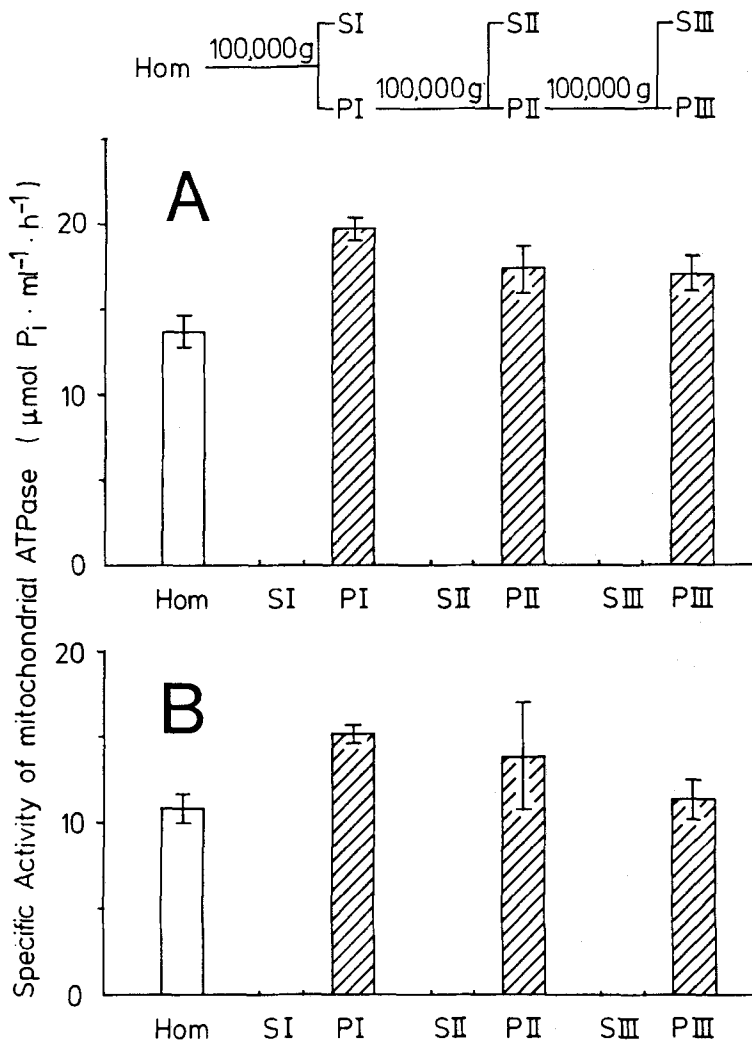 SI SII SIII
Hom 100,000g 100,000g 100,000g
PI PII PIII
Specific Activity of mitochondrial ATPase ( μmol Pi · ml⁻¹ · h⁻¹)
A
20
10
0
Hom SI PI SII PII SIII PIII
B
20
10
0
Hom SI PI SII PII SIII PIII